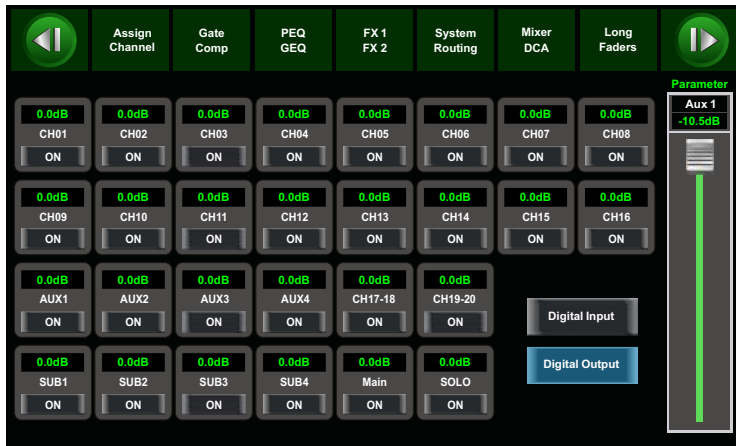 Assign
Channel
Gate
Comp
PEQ
GEQ
FX 1
FX 2
System
Routing
Mixer
DCA
Long
Faders
Parameter
Aux 1
-10.5dB
0.0dB 0.0dB 0.0dB 0.0dB 0.0dB 0.0dB 0.0dB 0.0dB
CH01 CH02 CH03 CH04 CH05 CH06 CH07 CH08
ON ON ON ON ON ON ON ON
0.0dB 0.0dB 0.0dB 0.0dB 0.0dB 0.0dB 0.0dB 0.0dB
CH09 CH10 CH11 CH12 CH13 CH14 CH15 CH16
ON ON ON ON ON ON ON ON
0.0dB 0.0dB 0.0dB 0.0dB 0.0dB 0.0dB
AUX1 AUX2 AUX3 AUX4 CH17-18 CH19-20
ON ON ON ON ON ON
Digital Input
0.0dB 0.0dB 0.0dB 0.0dB 0.0dB 0.0dB
SUB1 SUB2 SUB3 SUB4 Main SOLO
ON ON ON ON ON ON
Digital Output